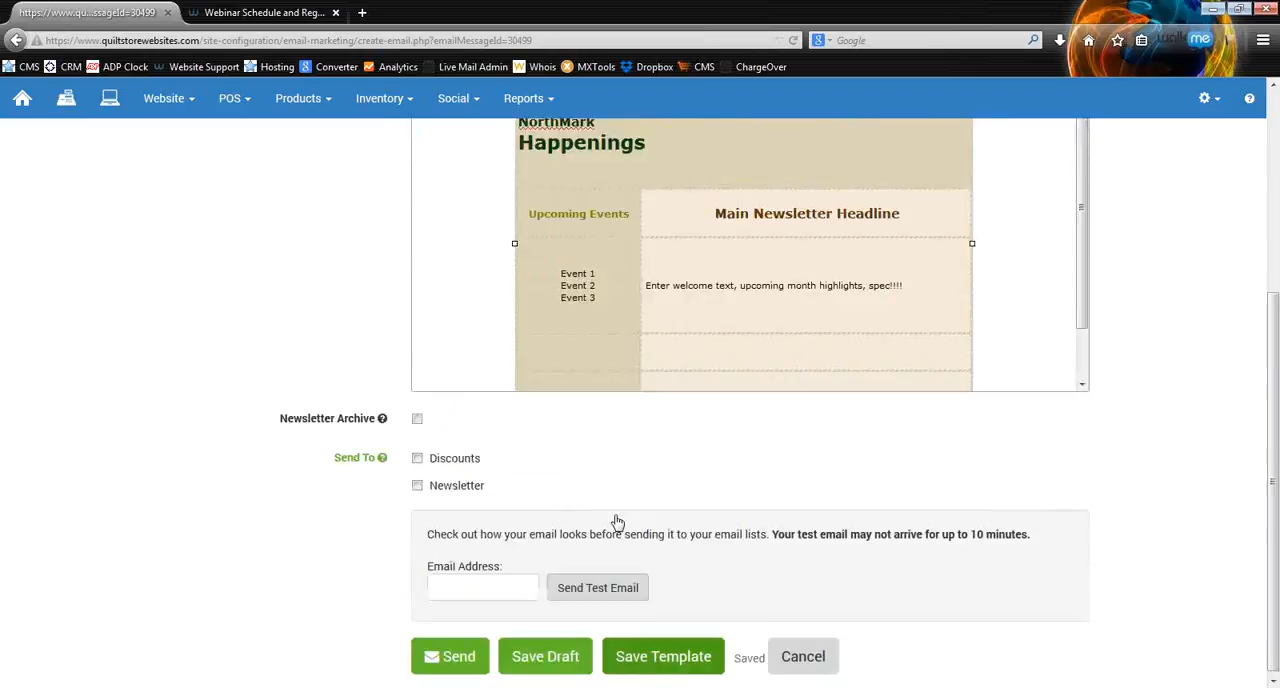 https://www.qu...ssageId=30499
Webinar Schedule and Reg...
https://www.quiltstorewebsites.com/site-configuration/email-marketing/create-email.php?emailMessageId=30499
Google
walkme
CMS CRM ADP Clock Website Support Hosting Converter Analytics Live Mail Admin Whois MXTools Dropbox CMS ChargeOver
Website POS Products Inventory Social Reports
NorthMark
Happenings
Upcoming Events
Main Newsletter Headline
Event 1
Event 2
Event 3
Enter welcome text, upcoming month highlights, spec!!!!
Newsletter Archive
Send To
Discounts
Newsletter
Check out how your email looks before sending it to your email lists. Your test email may not arrive for up to 10 minutes.
Email Address:
Send Test Email
Send Save Draft Save Template Saved Cancel